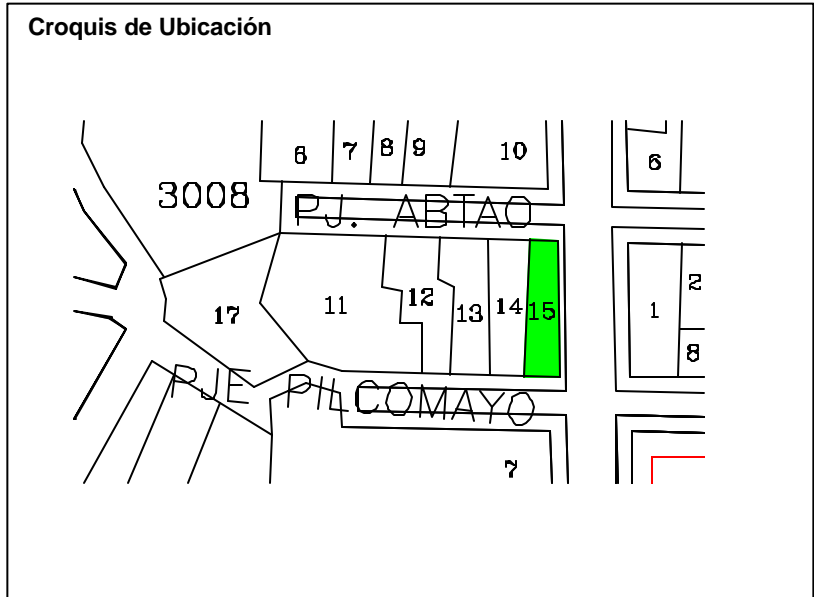 Croquis de Ubicación
6 7 8 9 10 6
3008
PJ. ABTAO
17 11 12 13 14 15 1 2
8
PJE PILCOMAYO
7